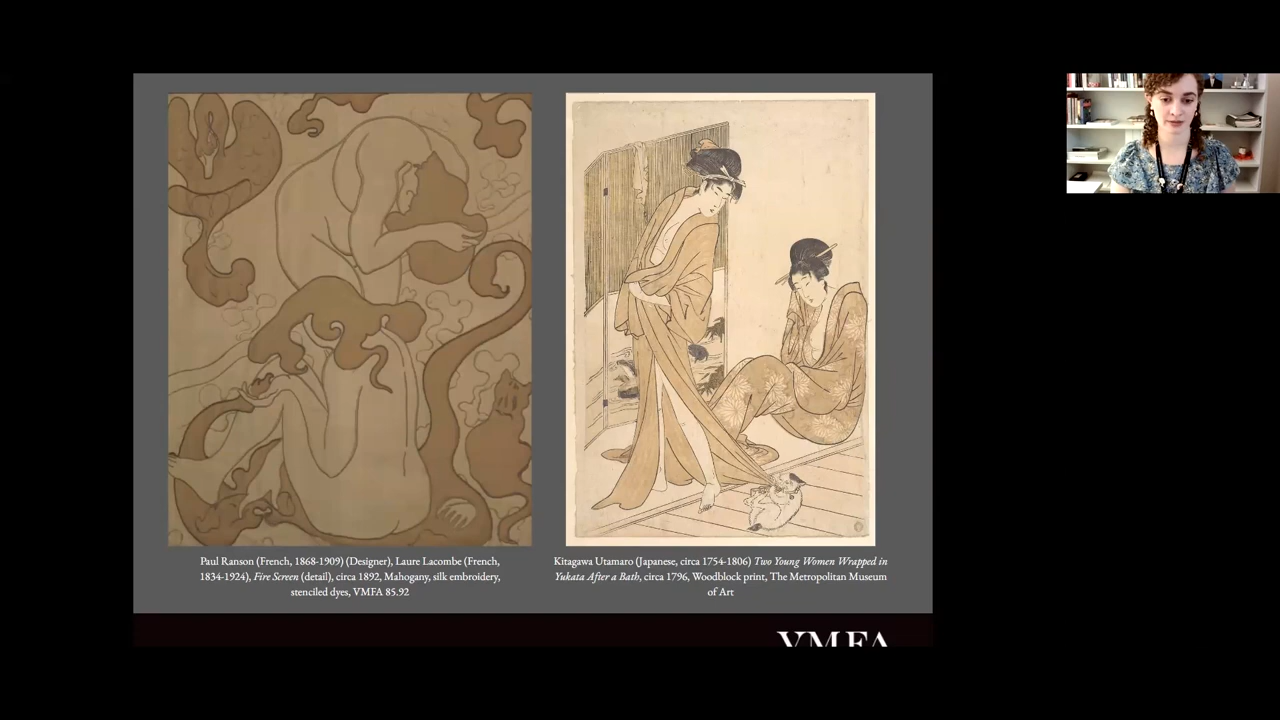 Paul Ranson (French, 1868-1909) (Designer), Laure Lacombe (French,
1834-1924), Fire Screen (detail), circa 1892, Mahogany, silk embroidery,
stenciled dyes, VMFA 85.92
Kitagawa Utamaro (Japanese, circa 1754-1806) Two Young Women Wrapped in
Yukata After a Bath, circa 1796, Woodblock print, The Metropolitan Museum
of Art
VMFA